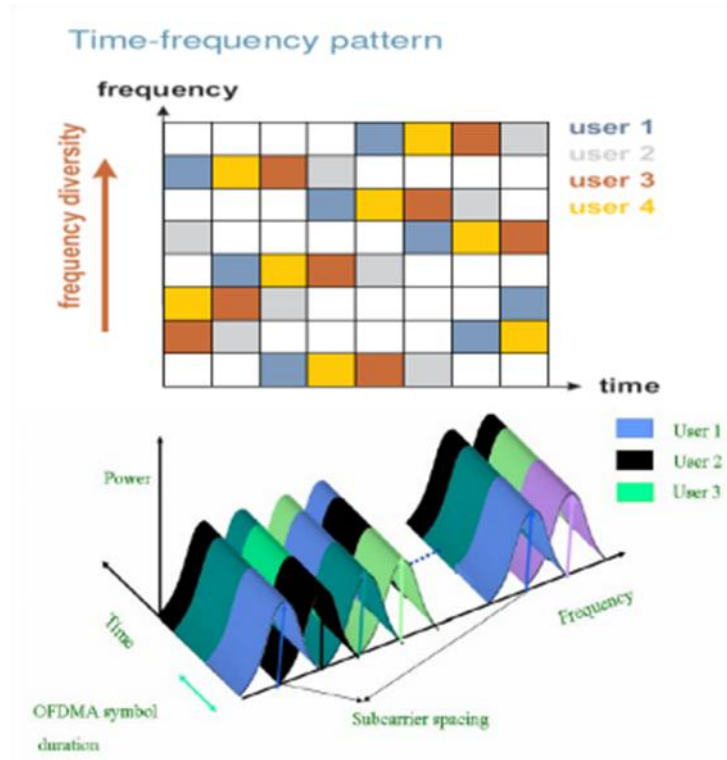 Time-frequency pattern
frequency
frequency diversity
user 1
user 2
user 3
user 4
time
Power
Time
OFDMA symbol
duration
Subcarrier spacing
Frequency
User 1
User 2
User 3